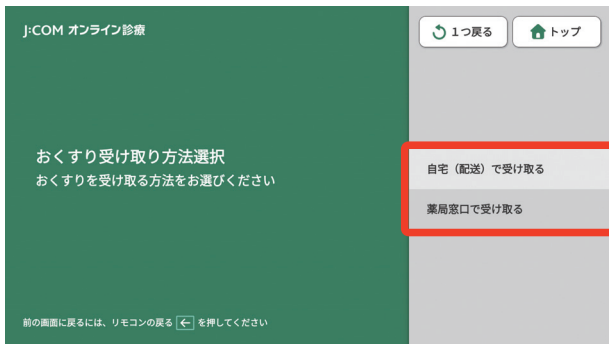 J:COM オンライン診療
1つ戻る
トップ
おくすり受け取り方法選択
おくすりを受け取る方法をお選びください
自宅（配送）で受け取る
薬局窓口で受け取る
前の画面に戻るには、リモコンの戻る ← を押してください